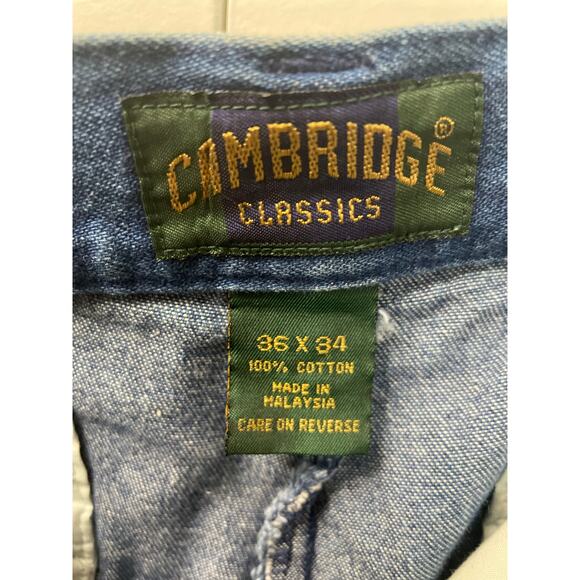 CAMBRIDGE®
CLASSICS
36 X 34
100% COTTON
MADE IN
MALAYSIA
CARE ON REVERSE